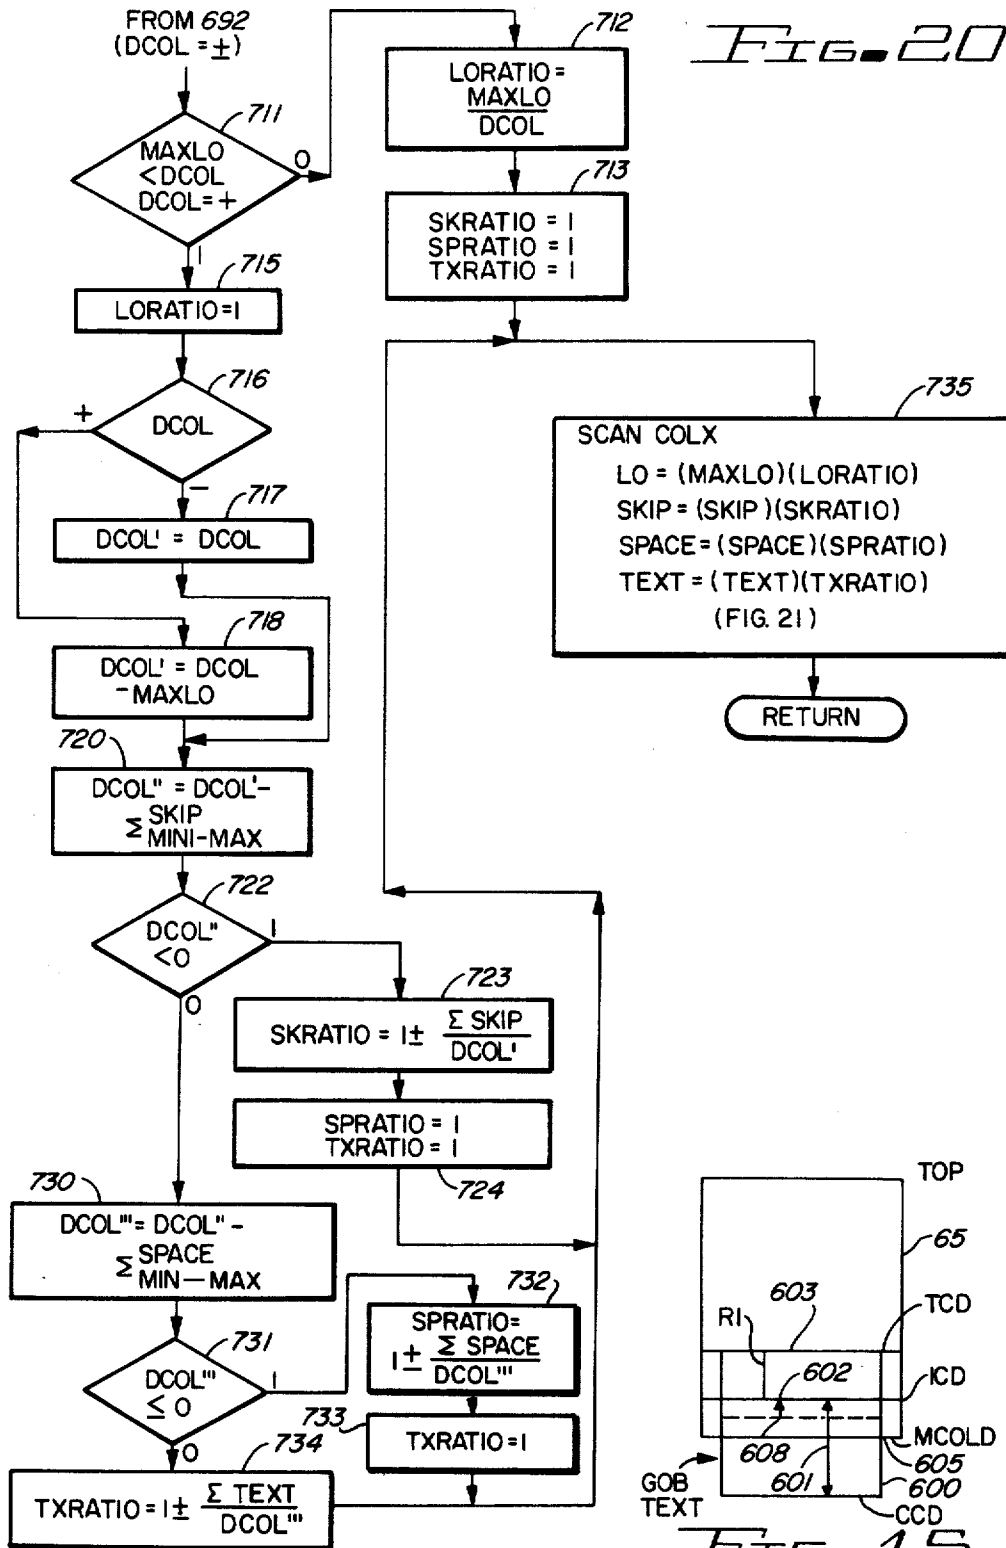 FROM 692
(DCOL = ±)
711
MAXLO
<DCOL
DCOL=+
0
1
712
LORATIO=
MAXLO
DCOL
FIG. 20
713
SKRATIO = 1
SPRATIO = 1
TXRATIO = 1
715
LORATIO=1
716
DCOL
+
−
717
DCOL' = DCOL
718
DCOL' = DCOL
-MAXLO
720
DCOL" = DCOL'-
Σ SKIP
MINI-MAX
722
DCOL"
<0
1
0
723
SKRATIO = 1± Σ SKIP
DCOL'
SPRATIO = 1
TXRATIO = 1
724
730
DCOL''' = DCOL" -
Σ SPACE
MIN-MAX
731
DCOL'''
≤ 0
1
0
732
SPRATIO=
1± Σ SPACE
DCOL'''
733
TXRATIO=1
734
TXRATIO = 1± Σ TEXT
DCOL'''
735
SCAN COLX
LO = (MAXLO)(LORATIO)
SKIP = (SKIP)(SKRATIO)
SPACE = (SPACE)(SPRATIO)
TEXT = (TEXT)(TXRATIO)
(FIG. 21)
RETURN
TOP
65
603
TCD
R1
602
ICD
MCOLD
608
605
601
600
GOB
TEXT
CCD
FIG. 15